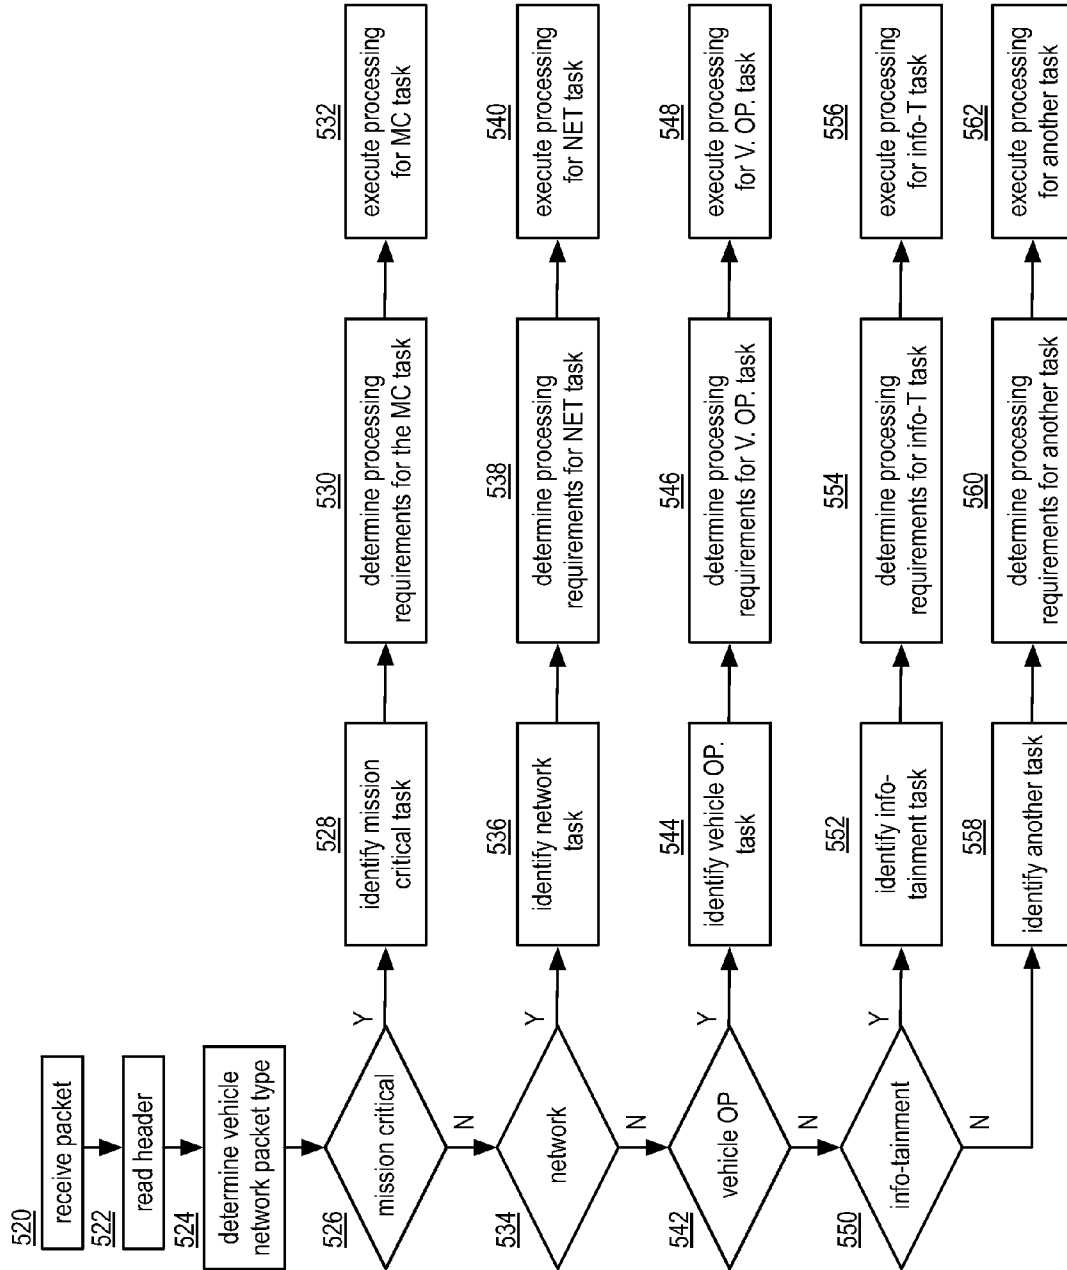 520
receive packet
522
read header
524
determine vehicle
network packet type
526
mission critical
Y
N
528
identify mission
critical task
530
determine processing
requirements for the MC task
532
execute processing
for MC task
534
network
Y
N
536
identify network
task
538
determine processing
requirements for NET task
540
execute processing
for NET task
542
vehicle OP
Y
N
544
identify vehicle OP.
task
546
determine processing
requirements for V. OP. task
548
execute processing
for V. OP. task
550
info-tainment
Y
N
552
identify info-
tainment task
554
determine processing
requirements for info-T task
556
execute processing
for info-T task
558
identify another task
560
determine processing
requirements for another task
562
execute processing
for another task